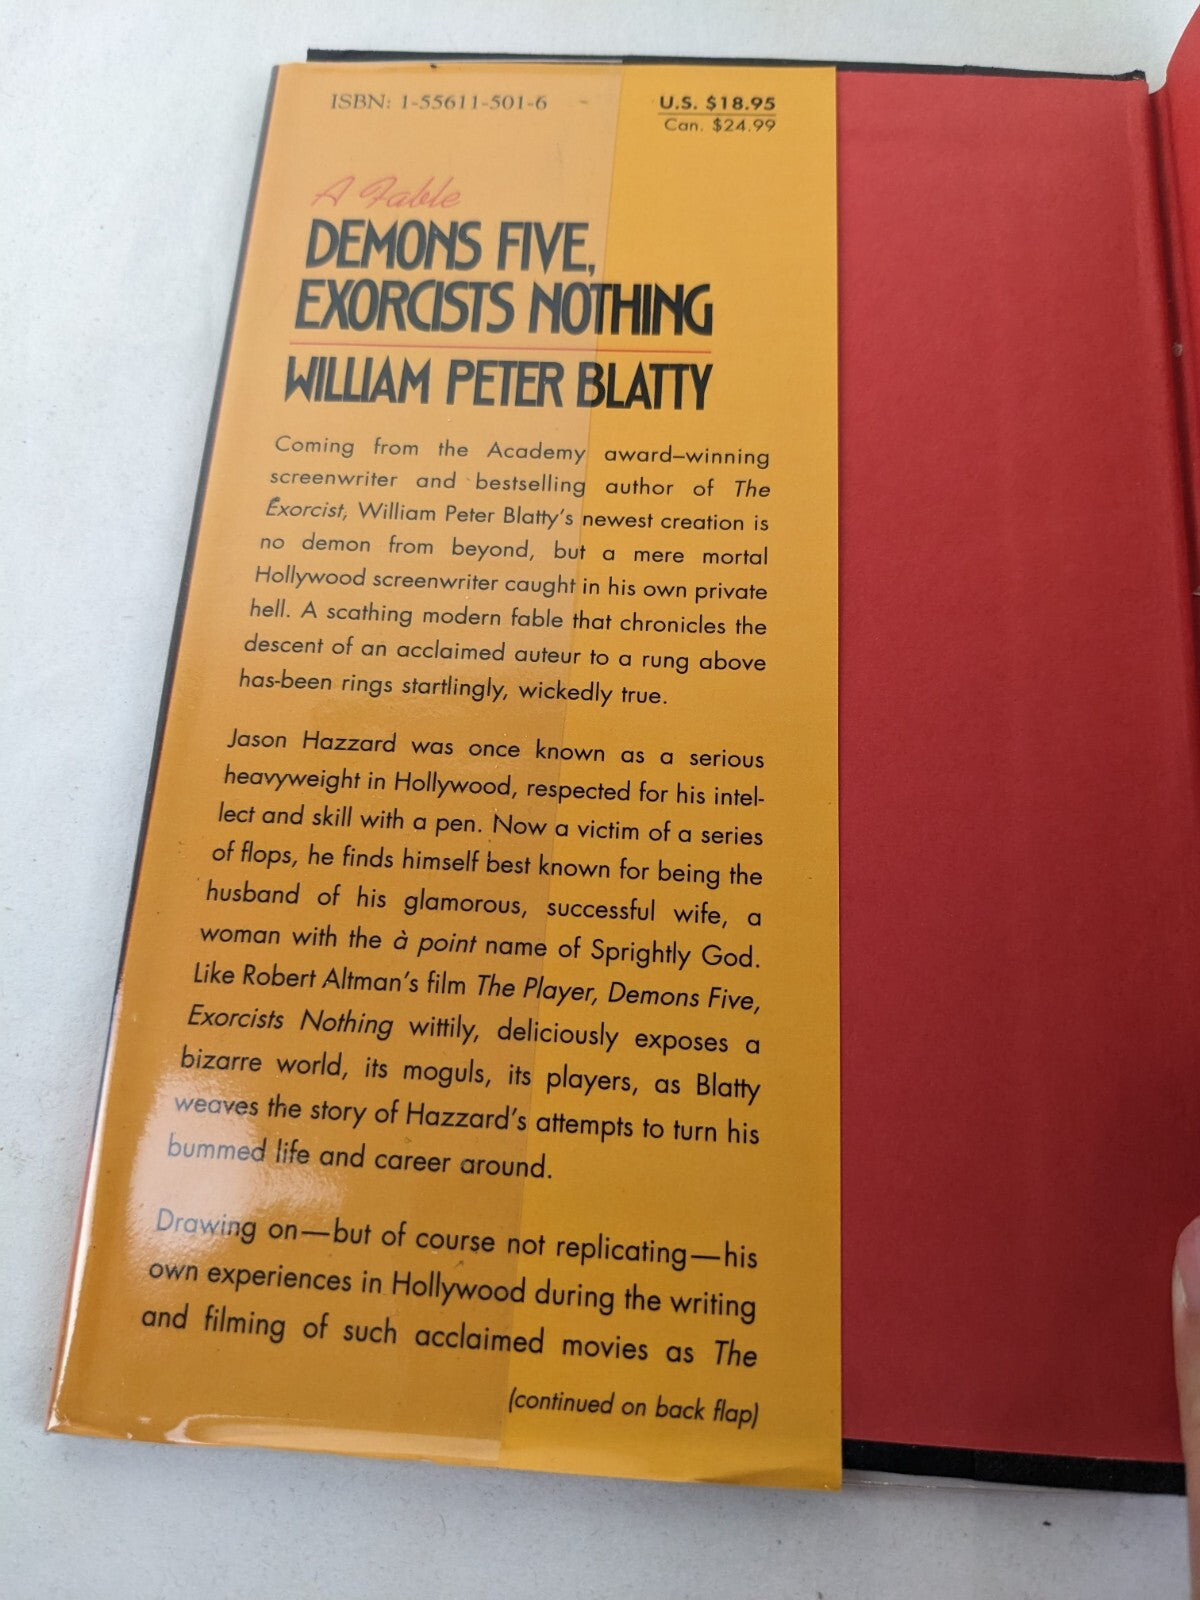 ISBN: 1-55611-501-6
U.S. $18.95
Can. $24.99
A Fable
DEMONS FIVE,
EXORCISTS NOTHING
WILLIAM PETER BLATTY
Coming from the Academy award–winning
screenwriter and bestselling author of The
Exorcist, William Peter Blatty's newest creation is
no demon from beyond, but a mere mortal
Hollywood screenwriter caught in his own private
hell. A scathing modern fable that chronicles the
descent of an acclaimed auteur to a rung above
has-been rings startlingly, wickedly true.
Jason Hazzard was once known as a serious
heavyweight in Hollywood, respected for his intel-
lect and skill with a pen. Now a victim of a series
of flops, he finds himself best known for being the
husband of his glamorous, successful wife, a
woman with the à point name of Sprightly God.
Like Robert Altman's film The Player, Demons Five,
Exorcists Nothing wittily, deliciously exposes a
bizarre world, its moguls, its players, as Blatty
weaves the story of Hazzard's attempts to turn his
bummed life and career around.
Drawing on—but of course not replicating—his
own experiences in Hollywood during the writing
and filming of such acclaimed movies as The
(continued on back flap)